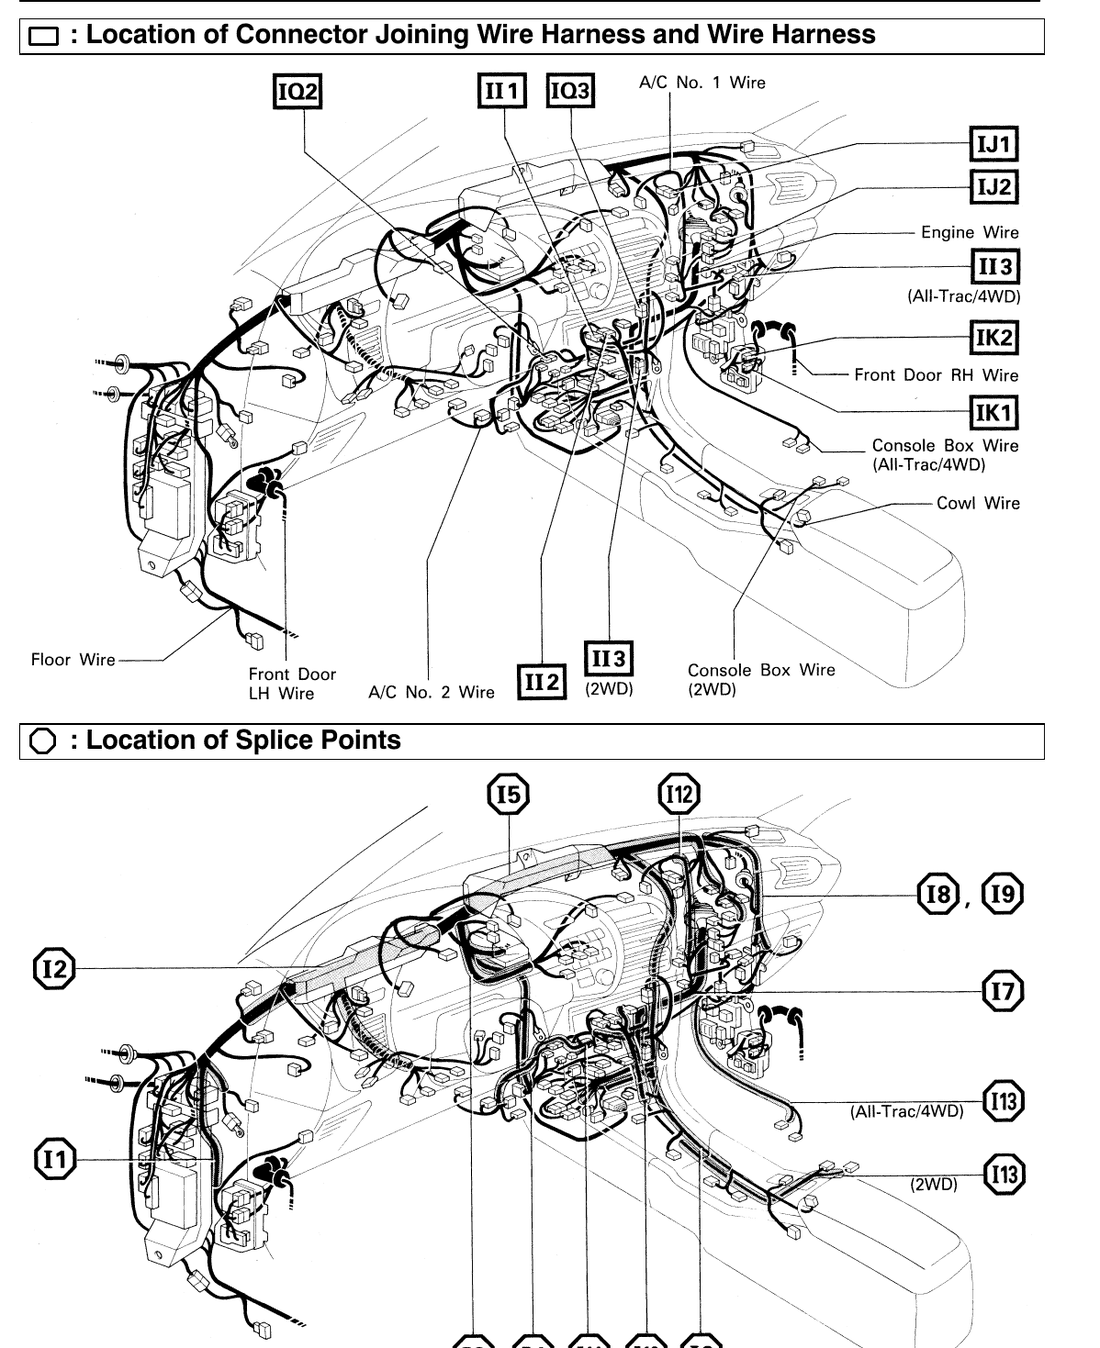 : Location of Connector Joining Wire Harness and Wire Harness
IQ2
II1
IQ3
A/C No. 1 Wire
IJ1
IJ2
Engine Wire
II3
(All-Trac/4WD)
IK2
Front Door RH Wire
IK1
Console Box Wire
(All-Trac/4WD)
Cowl Wire
Floor Wire
Front Door
LH Wire
A/C No. 2 Wire
II2
II3
(2WD)
Console Box Wire
(2WD)
: Location of Splice Points
I5
I12
I8, I9
I2
I7
(All-Trac/4WD)
I13
I1
I13
(2WD)